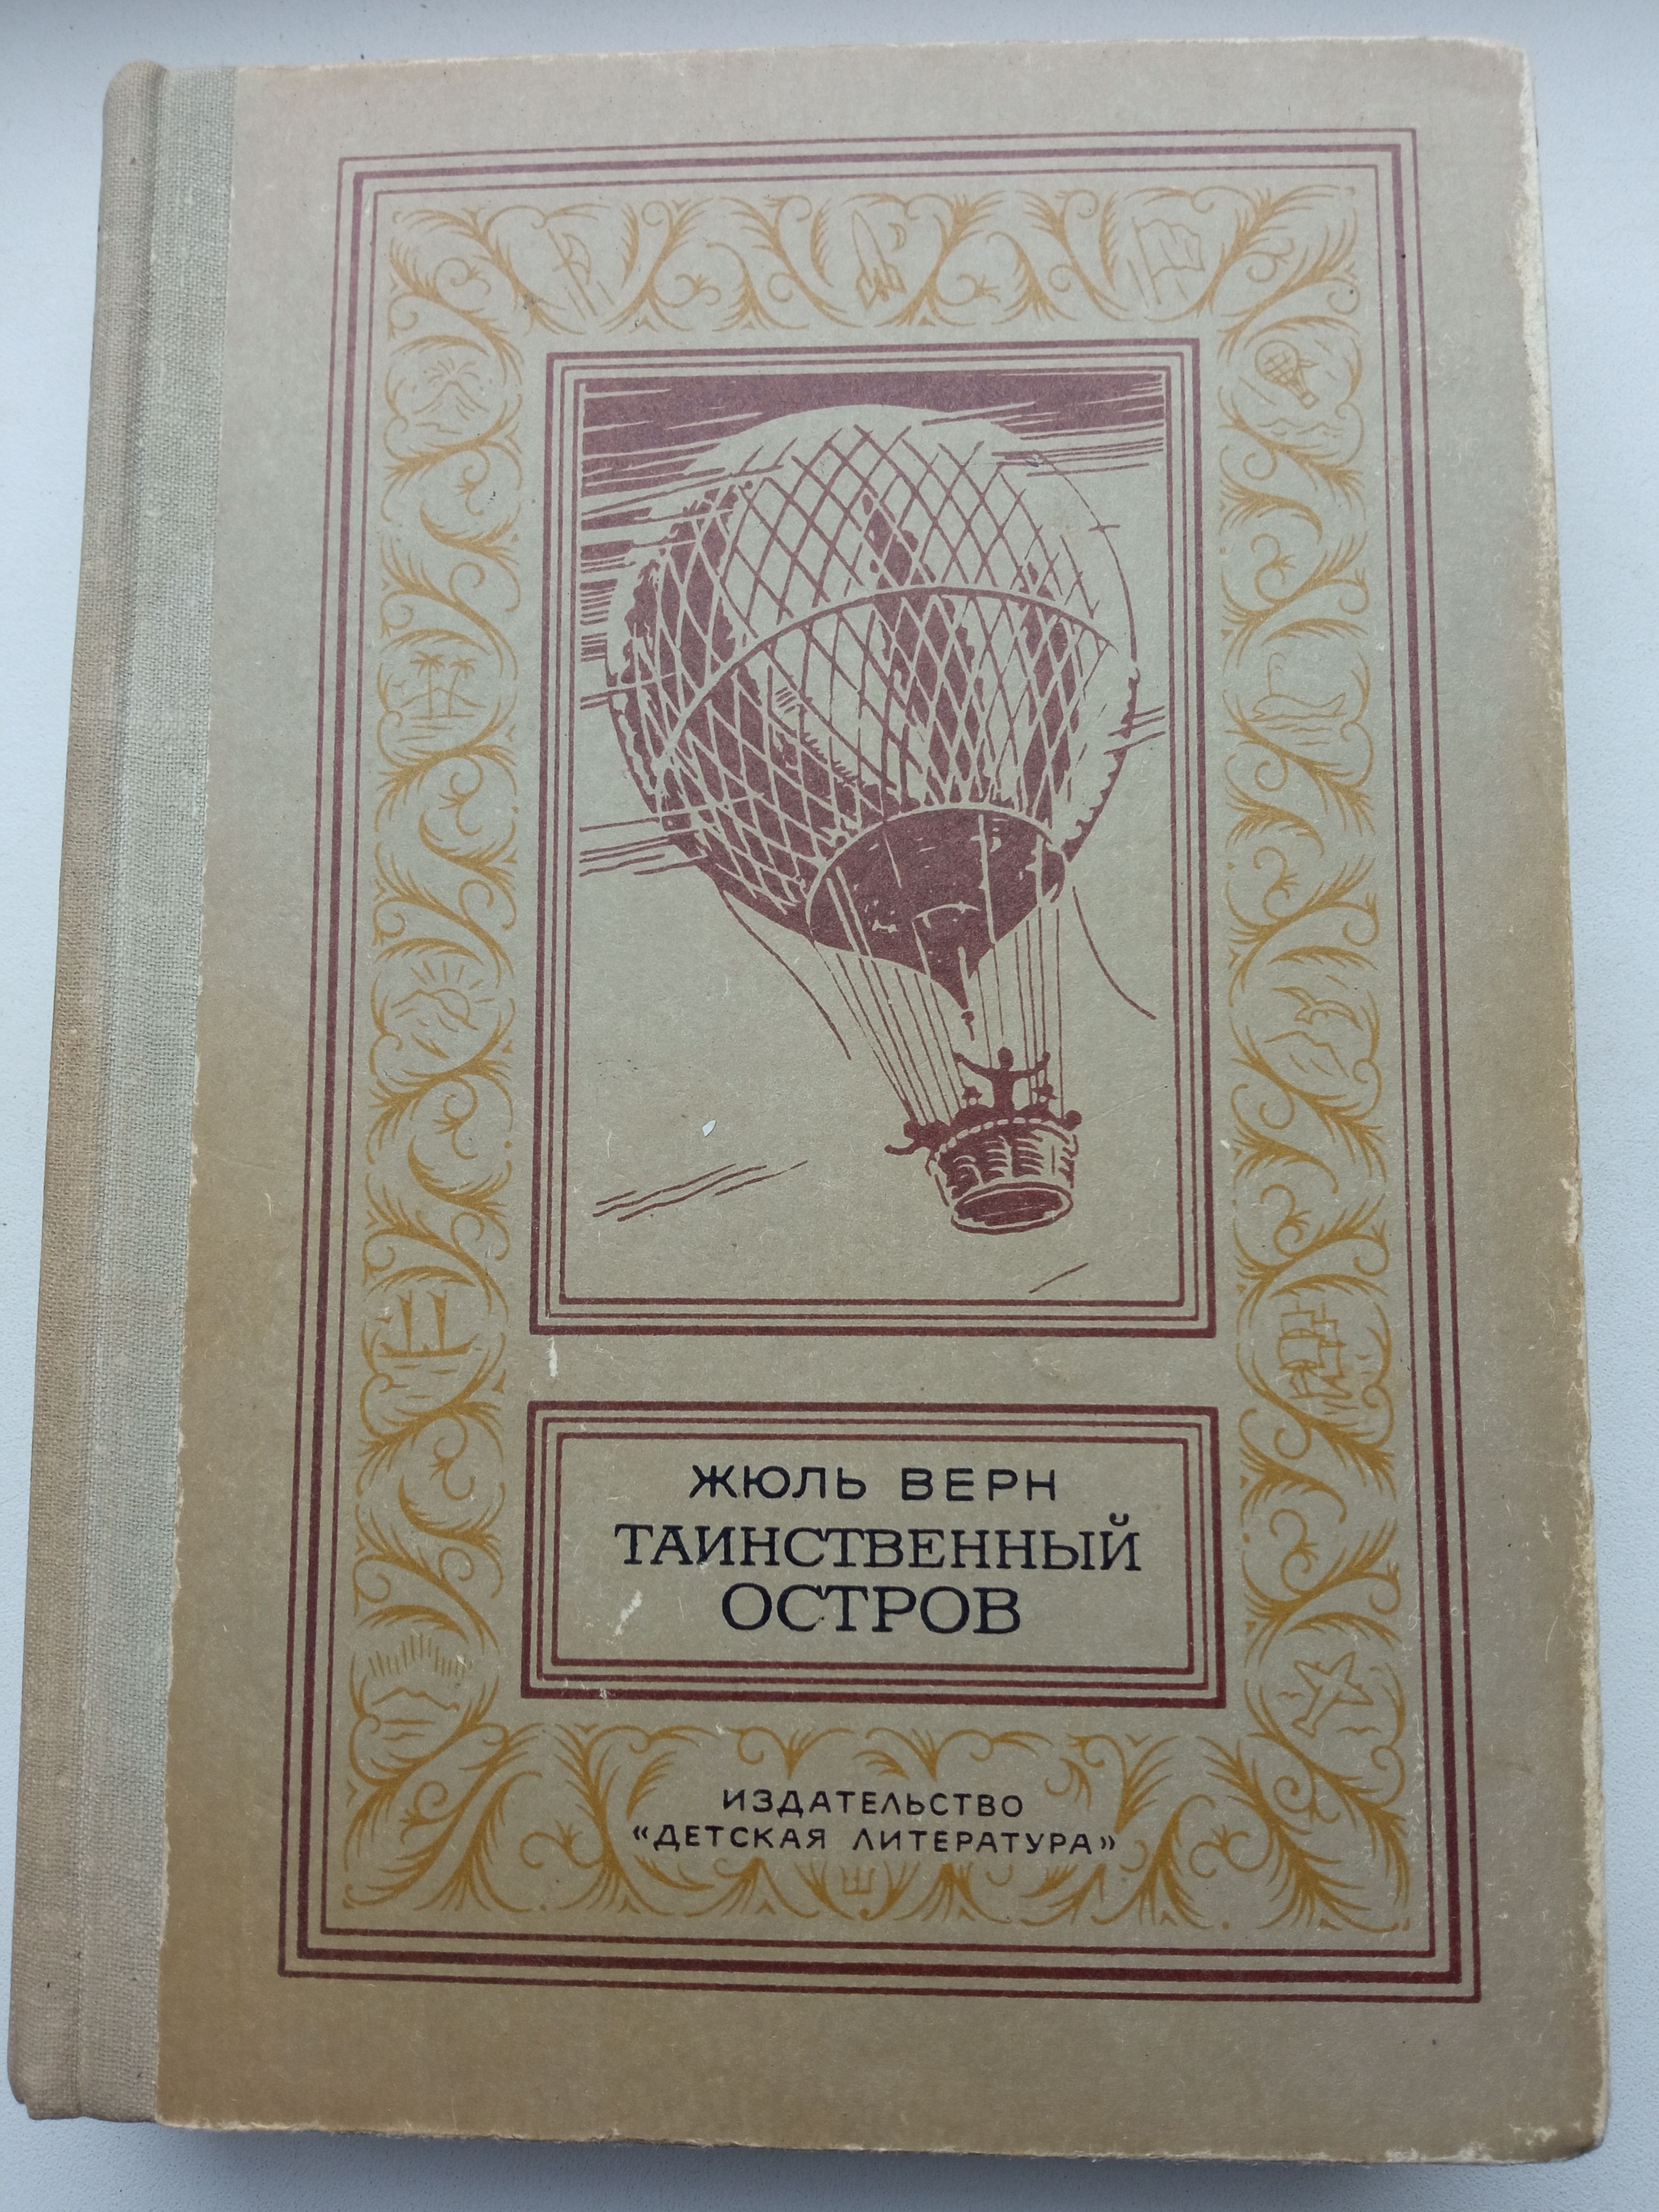 ЖЮЛЬ ВЕРН
ТАИНСТВЕННЫЙ
ОСТРОВ
ИЗДАТЕЛЬСТВО
«ДЕТСКАЯ ЛИТЕРАТУРА»